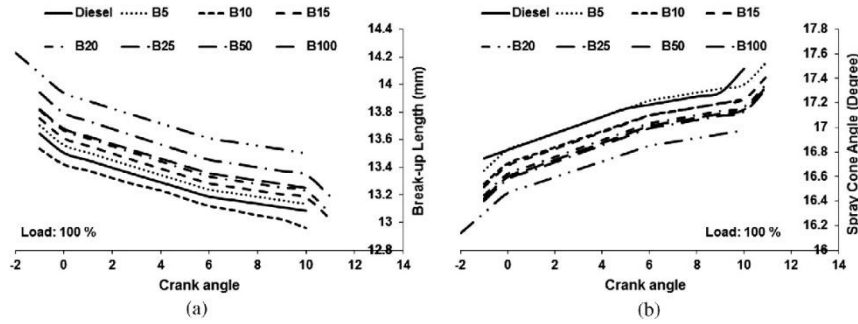 Diesel B5 B10 B15
B20 B25 B50 B100
14.4
14.2
14
13.8
13.6
13.4
13.2
13
12.8
Break-up Length (mm)
Load: 100 %
-2 0 2 4 6 8 10 12 14
Crank angle
(a)
Diesel B5 B10 B15
B20 B25 B50 B100
17.8
17.6
17.4
17.2
17
16.8
16.6
16.4
16.2
16
Spray Cone Angle (Degree)
Load: 100 %
-2 0 2 4 6 8 10 12 14
Crank angle
(b)